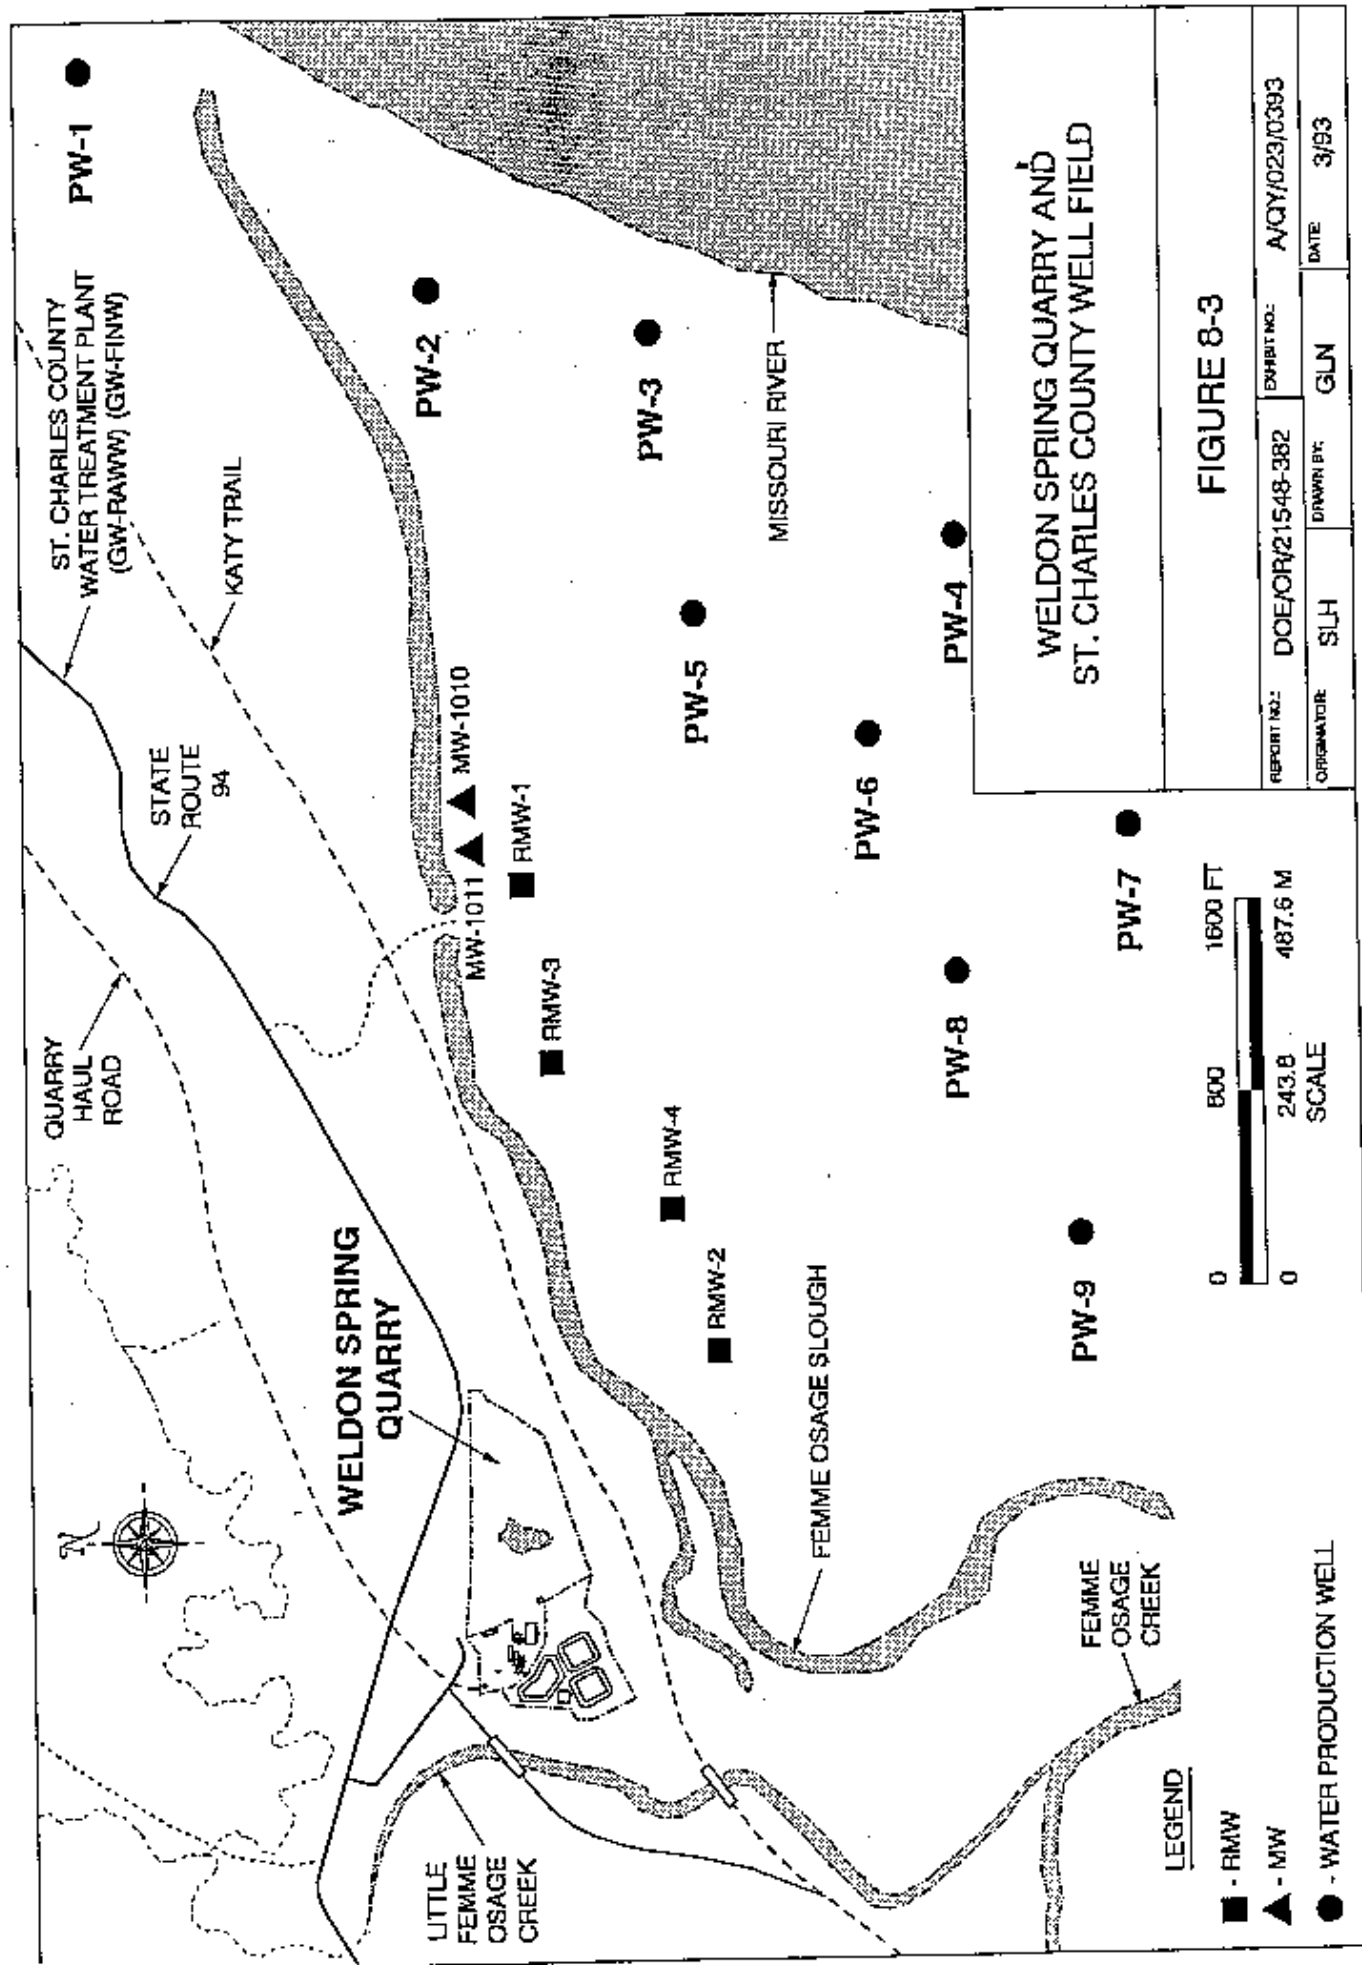 N
LITTLE
FEMME
OSAGE
CREEK
WELDON SPRING
QUARRY
QUARRY
HAUL
ROAD
STATE
ROUTE
94
ST. CHARLES COUNTY
WATER TREATMENT PLANT
(GW-RAWW) (GW-FINW)
KATY TRAIL
PW-1
PW-2
PW-3
PW-4
PW-5
PW-6
PW-7
PW-8
PW-9
MW-1011
MW-1010
RMW-1
RMW-3
RMW-4
RMW-2
MISSOURI RIVER
FEMME OSAGE SLOUGH
FEMME
OSAGE
CREEK
LEGEND
- RMW
- MW
- WATER PRODUCTION WELL
0 800 1600 FT
0 243.8 487.6 M
SCALE
WELDON SPRING QUARRY AND
ST. CHARLES COUNTY WELL FIELD
FIGURE 8-3
REPORT NO.: DOE/OR/21548-382 EXHIBIT NO.: A/QY/023/0393
ORIGINATOR: SLH DRAWN BY: GLN DATE: 3/93